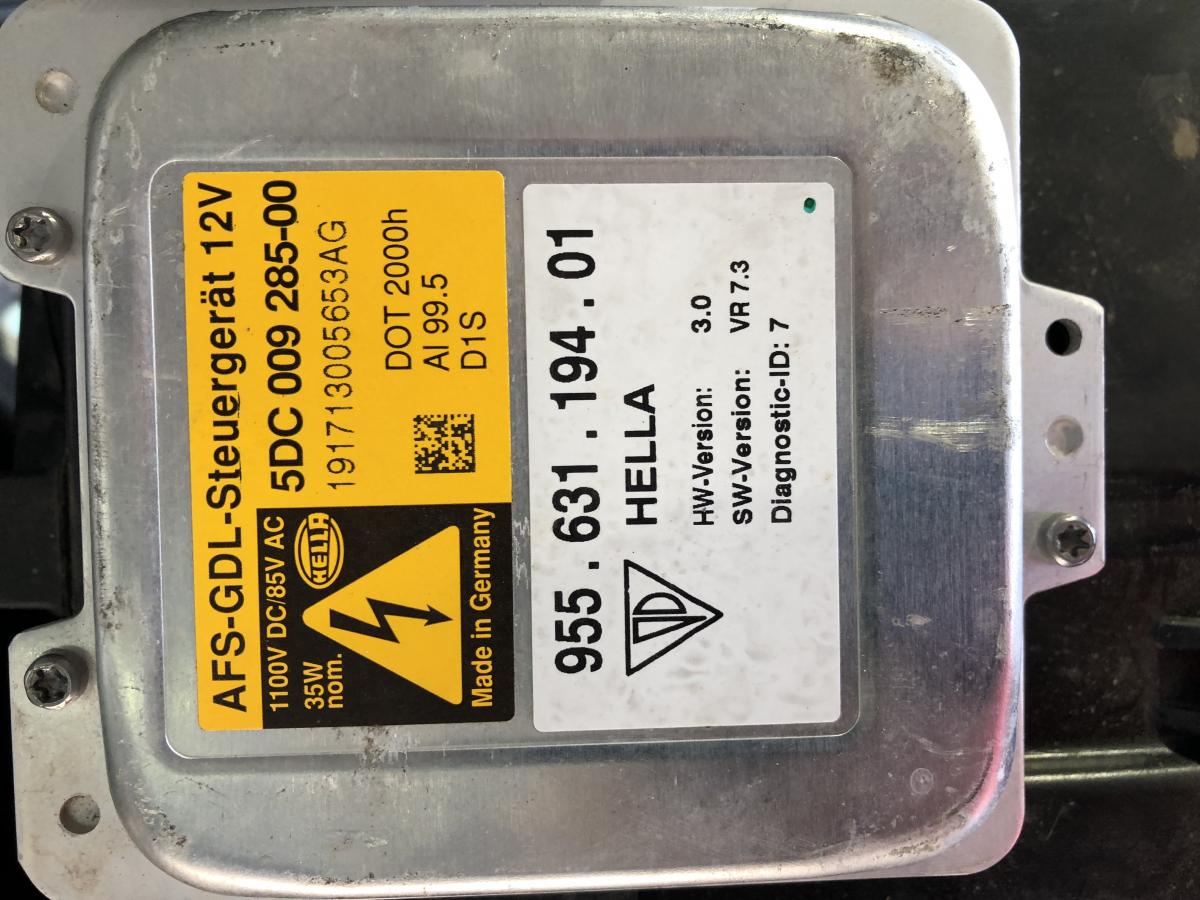 AFS-GDL-Steuergerät 12V
1100V DC/85V AC
35W
nom.
HELLA
Made in Germany
5DC 009 285-00
1917130056​53AG
DOT 2000h
AI 99.5
D1S
955.631.194.01
HELLA
HW-Version: 3.0
SW-Version: VR 7.3
Diagnostic-ID: 7